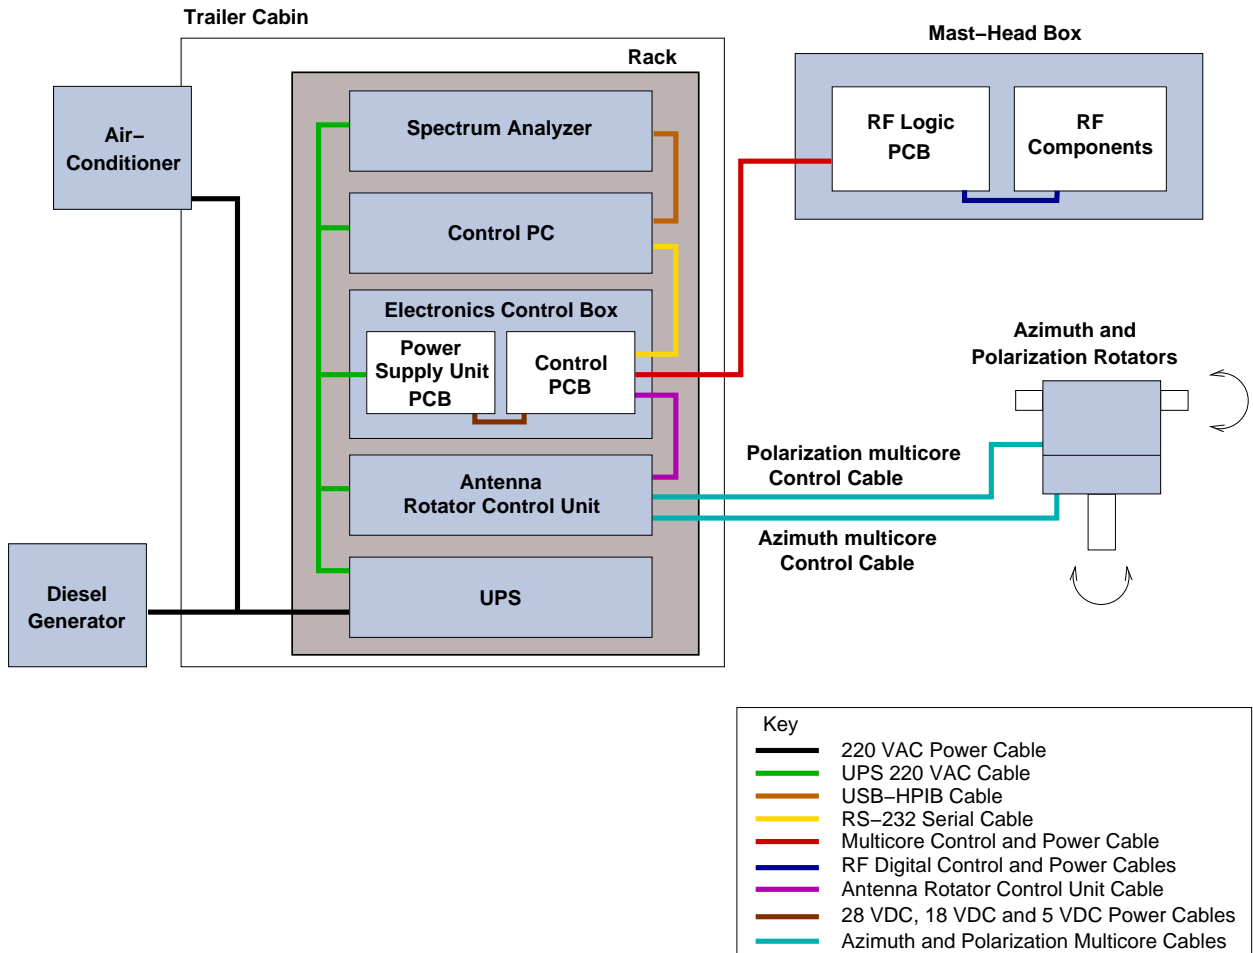 Trailer Cabin
Mast–Head Box
Rack
Air–
Conditioner
Spectrum Analyzer
RF Logic
PCB
RF
Components
Control PC
Electronics Control Box
Power
Supply Unit
PCB
Control
PCB
Azimuth and
Polarization Rotators
Antenna
Rotator Control Unit
Polarization multicore
Control Cable
Azimuth multicore
Control Cable
Diesel
Generator
UPS
Key
220 VAC Power Cable
UPS 220 VAC Cable
USB–HPIB Cable
RS–232 Serial Cable
Multicore Control and Power Cable
RF Digital Control and Power Cables
Antenna Rotator Control Unit Cable
28 VDC, 18 VDC and 5 VDC Power Cables
Azimuth and Polarization Multicore Cables